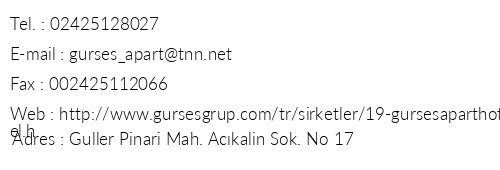 Tel. : 02425128027
E-mail : gurses_apart@tnn.net
Fax : 002425112066
Web : http://www.gursesgrup.com/tr/sirketler/19-gursesaparthot
el.h
Adres : Guller Pinari Mah. Acıkalin Sok. No 17